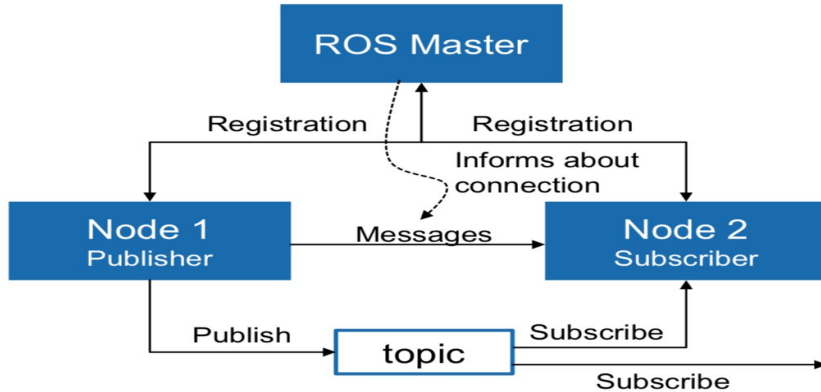 ROS Master
Registration
Registration
Informs about
connection
Node 1
Publisher
Messages
Node 2
Subscriber
Publish
topic
Subscribe
Subscribe